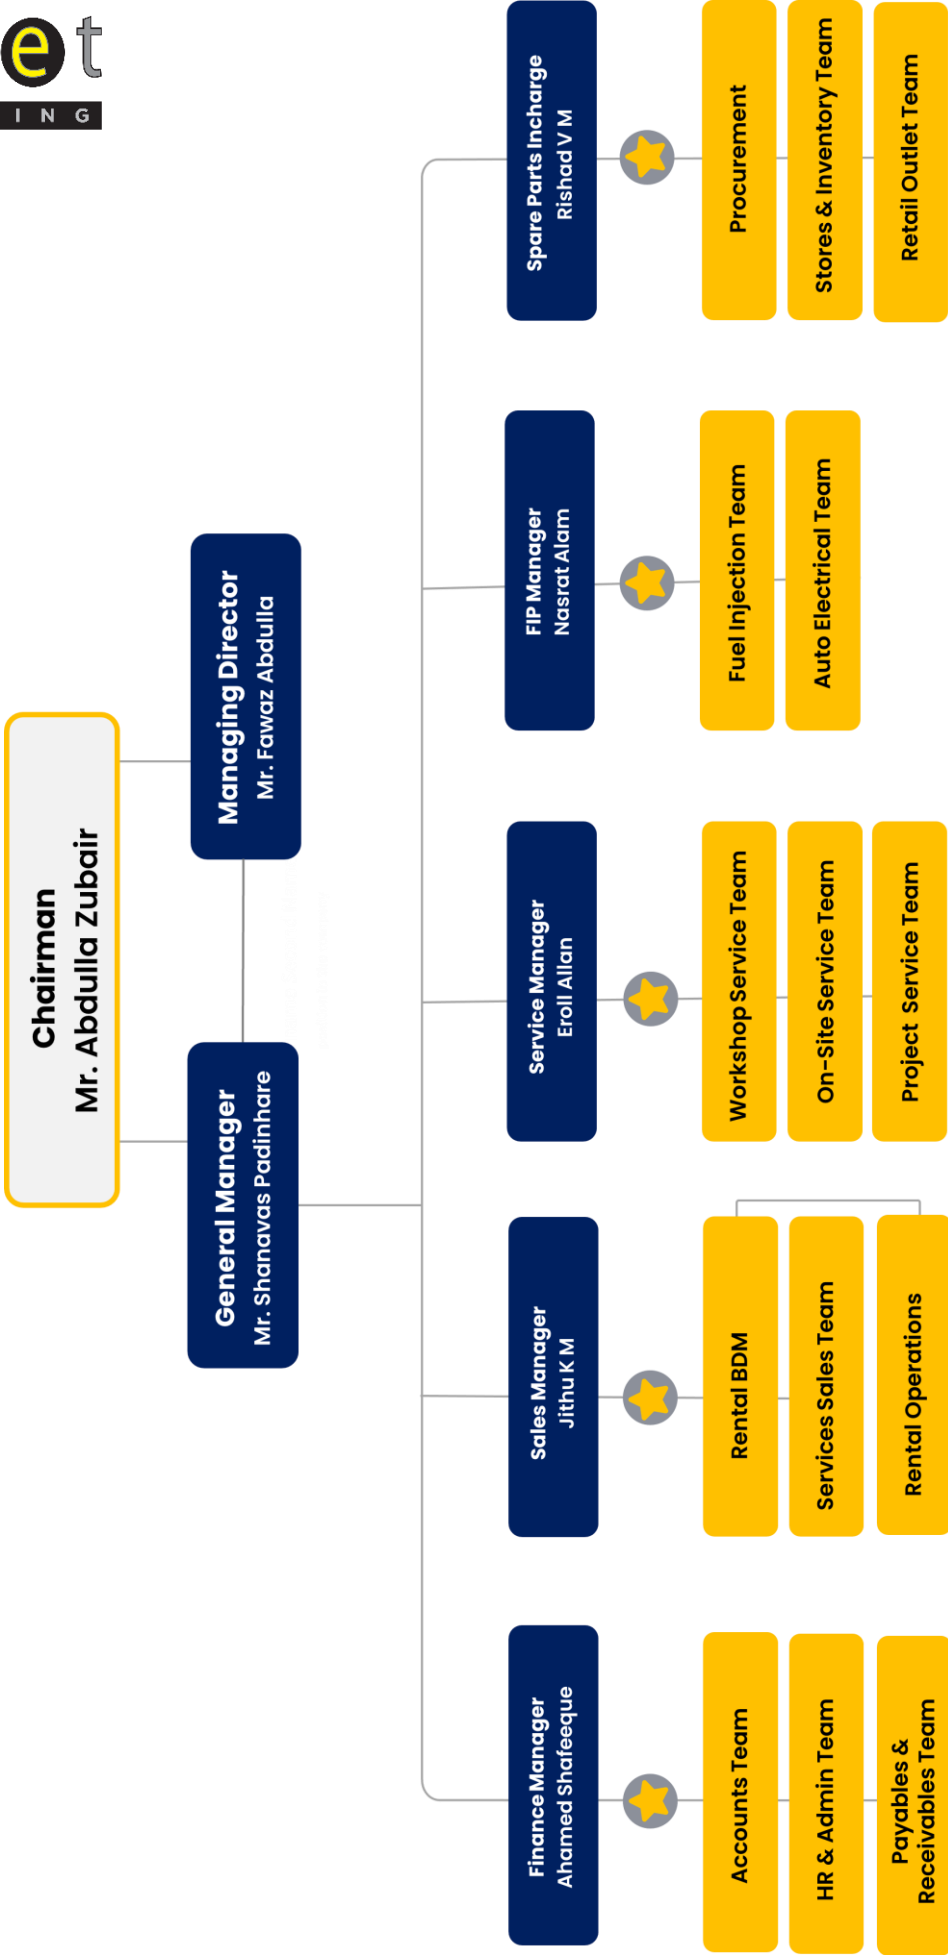 et
ING
Chairman
Mr. Abdulla Zubair
General Manager
Mr. Shanavas Padinhare
Managing Director
Mr. Fawaz Abdulla
Finance Manager
Ahamed Shafeeque
Sales Manager
Jithu K M
Service Manager
Eroll Allan
FIP Manager
Nasrat Alam
Spare Parts Incharge
Rishad V M
Accounts Team
HR & Admin Team
Payables &
Receivables Team
Rental BDM
Services Sales Team
Rental Operations
Workshop Service Team
On-Site Service Team
Project Service Team
Fuel Injection Team
Auto Electrical Team
Procurement
Stores & Inventory Team
Retail Outlet Team